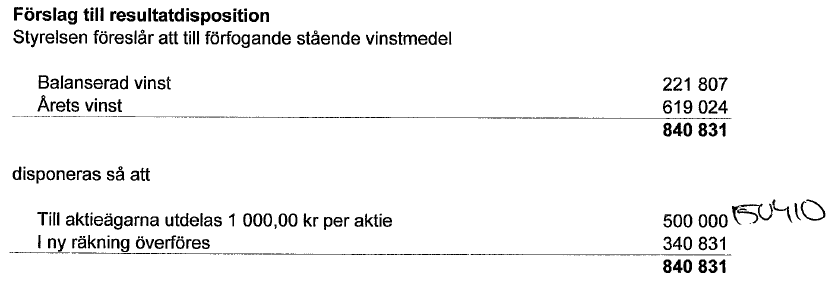 Förslag till resultatdisposition
Styrelsen föreslår att till förfogande stående vinstmedel
Balanserad vinst 221 807
Årets vinst 619 024
840 831
disponeras så att
Till aktieägarna utdelas 1 000,00 kr per aktie 500 000
I ny räkning överföres 340 831
840 831